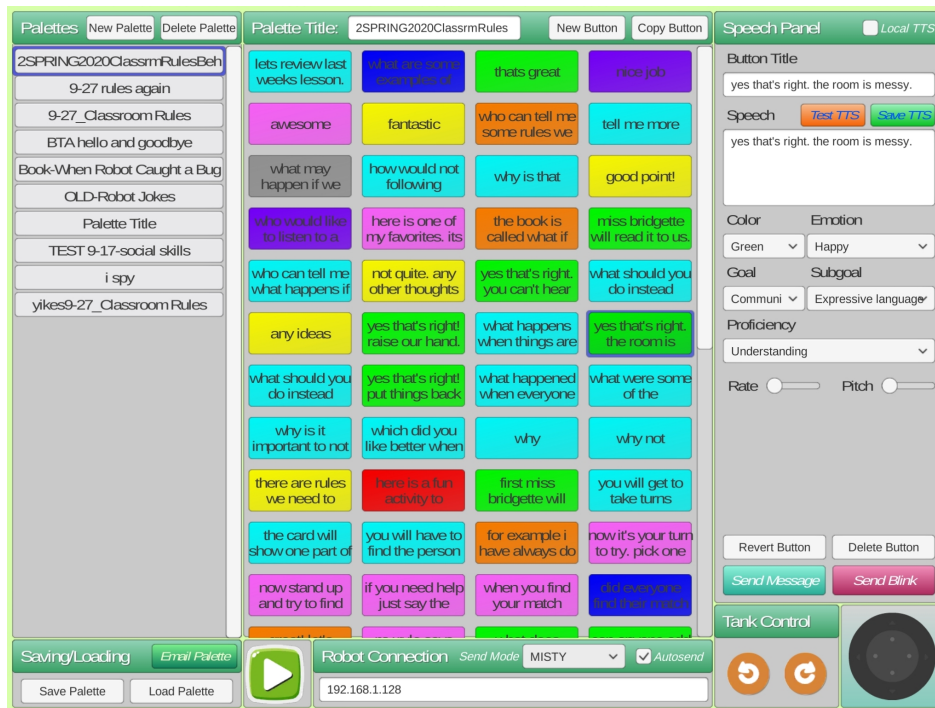 Palettes New Palette Delete Palette
2SPRING2020ClassrmRulesBeh
9-27 rules again
9-27_Classroom Rules
BTA hello and goodbye
Book-When Robot Caught a Bug
OLD-Robot Jokes
Palette Title
TEST 9-17-social skills
i spy
yikes9-27_Classroom Rules
Saving/Loading Email Palette
Save Palette Load Palette
Palette Title: 2SPRING2020ClassrmRules New Button Copy Button
lets review last
weeks lesson.
what are some
examples of
thats great
nice job
awesome
fantastic
who can tell me
some rules we
tell me more
what may
happen if we
how would not
following
why is that
good point!
who would like
to listen to a
here is one of
my favorites. its
the book is
called what if
miss bridgette
will read it to us.
who can tell me
what happens if
not quite. any
other thoughts
yes that's right.
you can't hear
what should you
do instead
any ideas
yes that's right!
raise our hand.
what happens
when things are
yes that's right.
the room is
what should you
do instead
yes that's right!
put things back
what happened
when everyone
what were some
of the
why is it
important to not
which did you
like better when
why
why not
there are rules
we need to
here is a fun
activity to
first miss
bridgette will
you will get to
take turns
the card will
show one part of
you will have to
find the person
for example i
have always do
now it's your turn
to try. pick one
now stand up
and try to find
if you need help
just say the
when you find
your match
did everyone
find their match
Robot Connection Send Mode MISTY Autosend
192.168.1.128
Speech Panel Local TTS
Button Title
yes that's right. the room is messy.
Speech Test TTS Save TTS
yes that's right. the room is messy.
Color Emotion
Green Happy
Goal Subgoal
Communi Expressive language
Proficiency
Understanding
Rate Pitch
Revert Button Delete Button
Send Message Send Blink
Tank Control